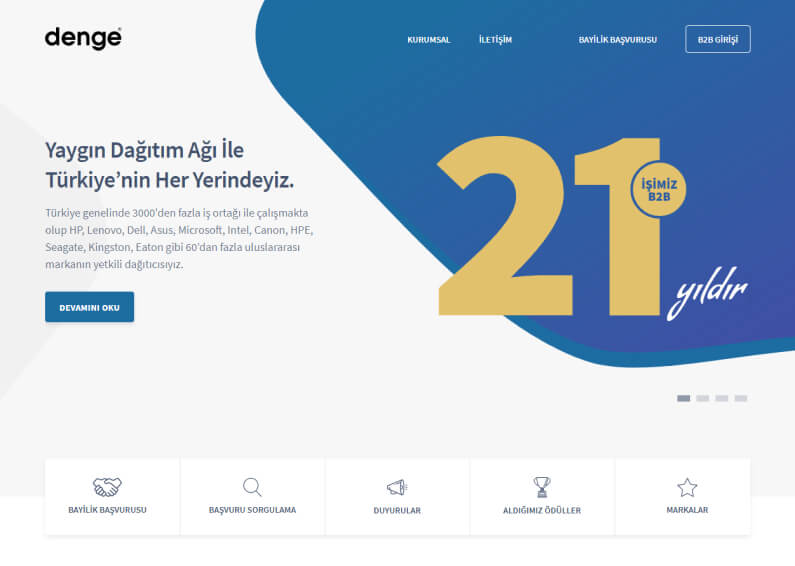 denge
KURUMSAL
İLETİŞİM
BAYİLİK BAŞVURUSU
B2B GİRİŞİ
Yaygın Dağıtım Ağı İle
Türkiye'nin Her Yerindeyiz.
Türkiye genelinde 3000'den fazla iş ortağı ile çalışmakta
olup HP, Lenovo, Dell, Asus, Microsoft, Intel, Canon, HPE,
Seagate, Kingston, Eaton gibi 60'dan fazla uluslararası
markanın yetkili dağıtıcısıyız.
DEVAMINI OKU
21
İŞİMİZ
B2B
yıldır
BAYİLİK BAŞVURUSU
BAŞVURU SORGULAMA
DUYURULAR
ALDIĞIMIZ ÖDÜLLER
MARKALAR